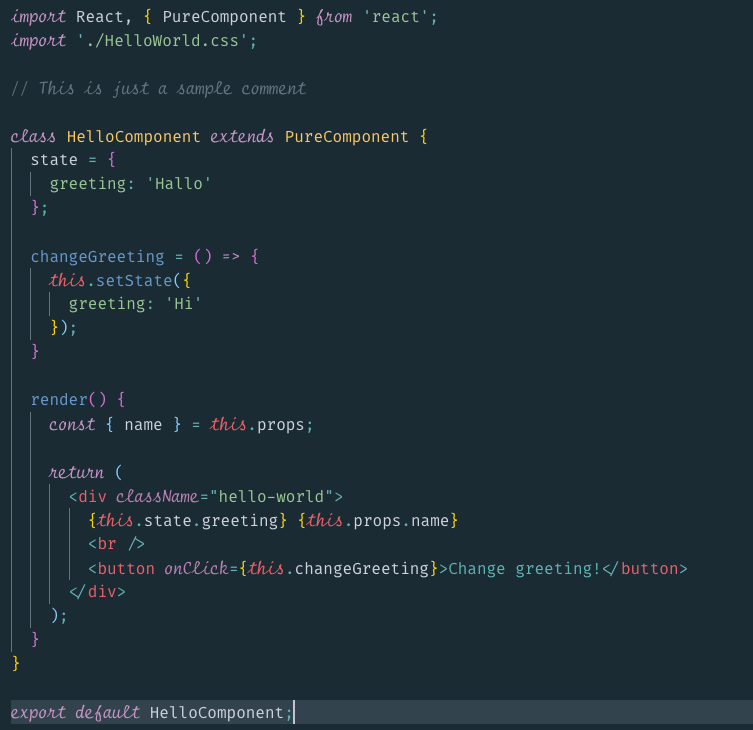 import React, { PureComponent } from 'react';
import './HelloWorld.css';
// This is just a sample comment
class HelloComponent extends PureComponent {
state = {
greeting: 'Hallo'
};
changeGreeting = () => {
this.setState({
greeting: 'Hi'
});
}
render() {
const { name } = this.props;
return (
<div className="hello-world">
{this.state.greeting} {this.props.name}
<br />
<button onClick={this.changeGreeting}>Change greeting!</button>
</div>
);
}
}
export default HelloComponent;